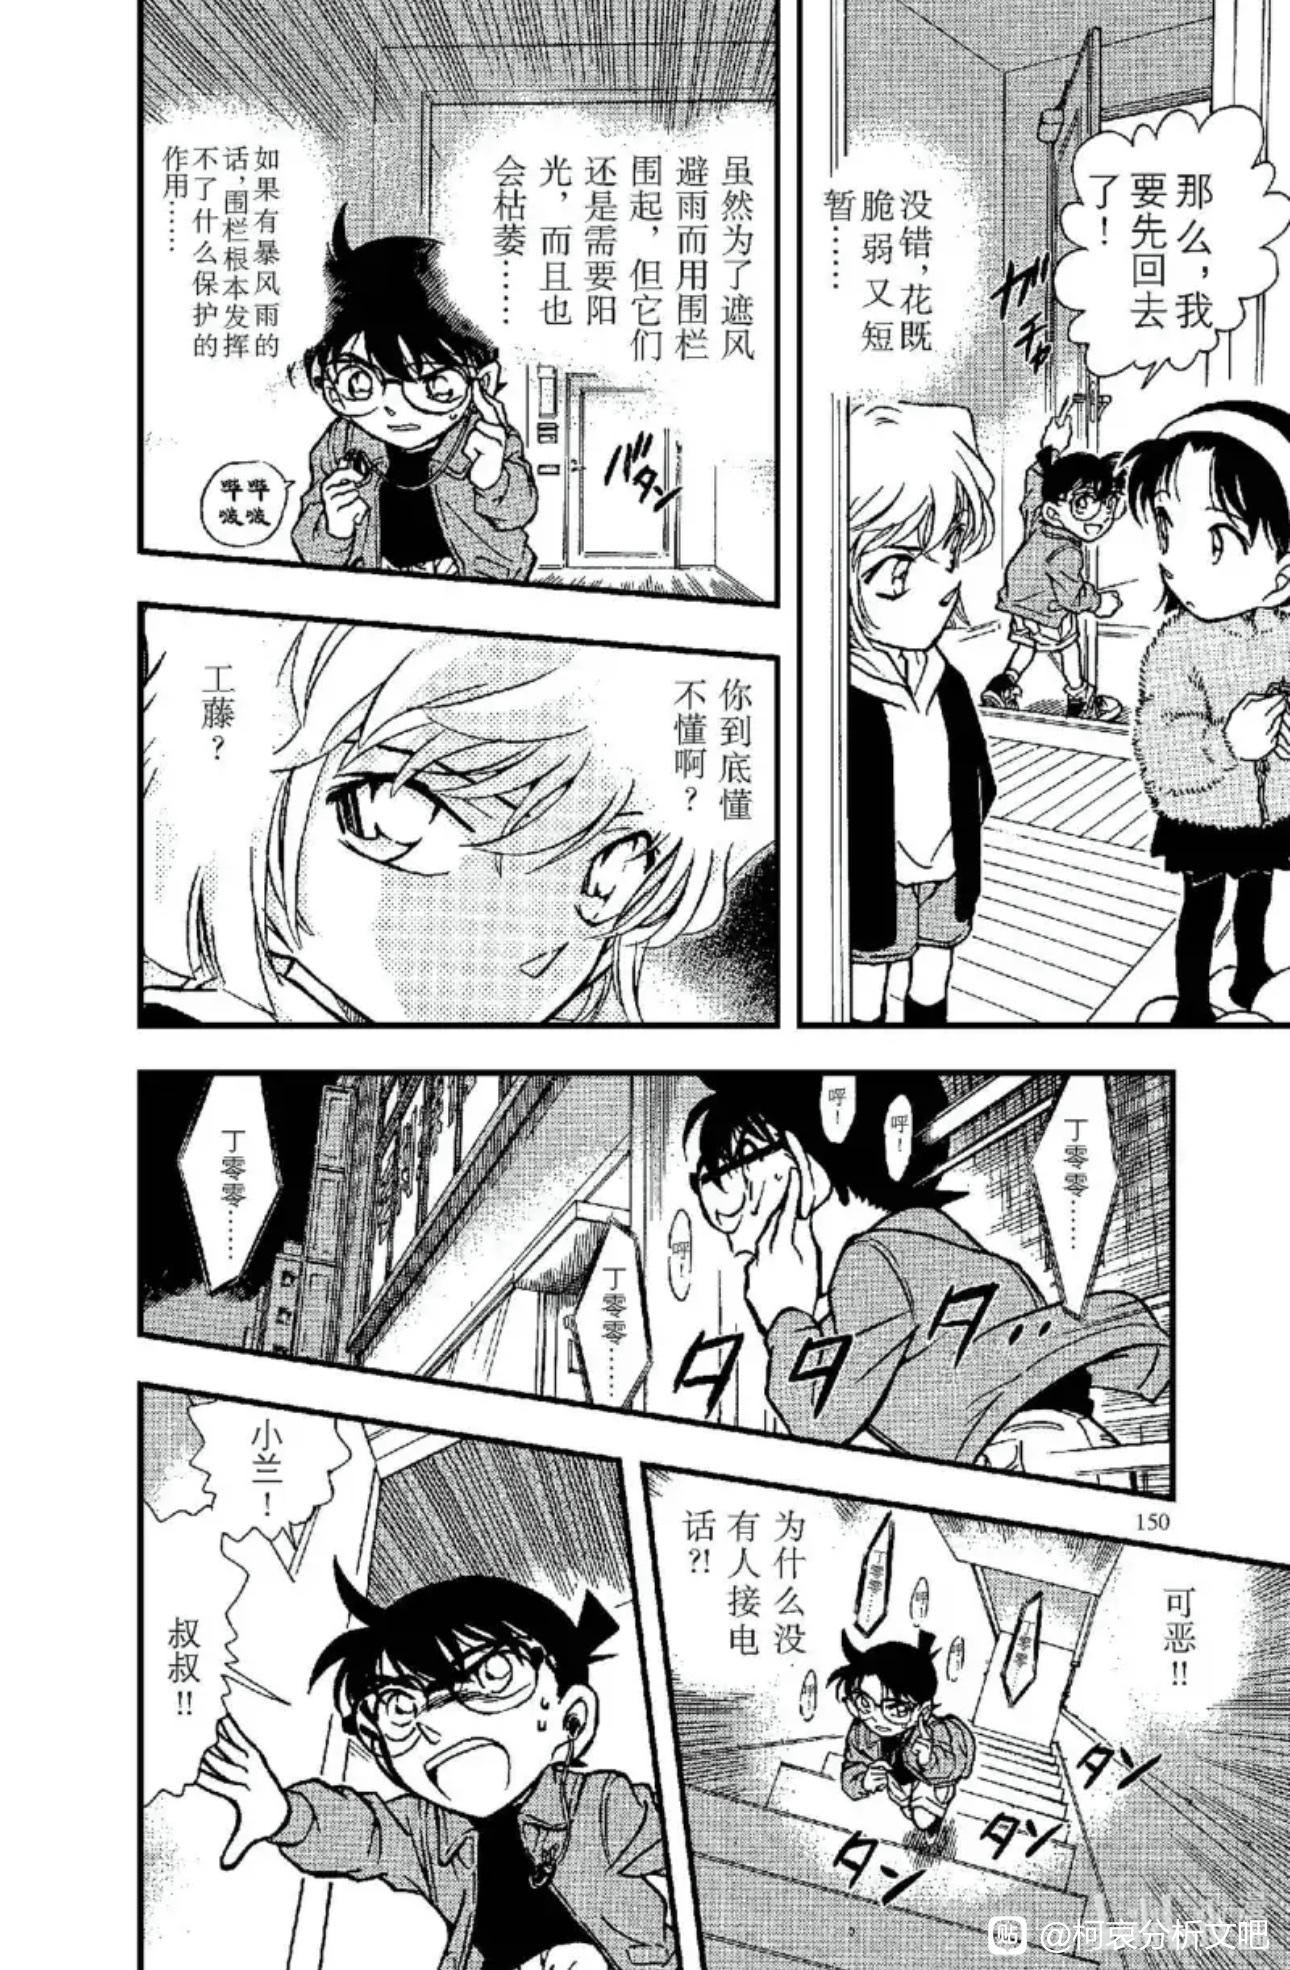 那么，我
要先回去
了！
ガ
チャ
没错，花既
脆弱又短
暂……
虽然为了遮风
避雨而用围栏
围起，但它们
还是需要阳
光，而且也
会枯萎……
バタン
如果有暴风雨的
话，围栏根本发挥
不了什么保护的
作用……
哔啵
哔啵
你到底懂
不懂啊？
工藤？
丁零零……
呼！
呼！
呼！
タ
タ
タ
丁零零……
丁零零……
150
可恶！！
丁零零……
丁零零……
呼！
呼！
呼！
タン
タン
タン
为什么没
有人接电
话？！
小兰！
叔叔！！
贴 @柯哀分析文吧